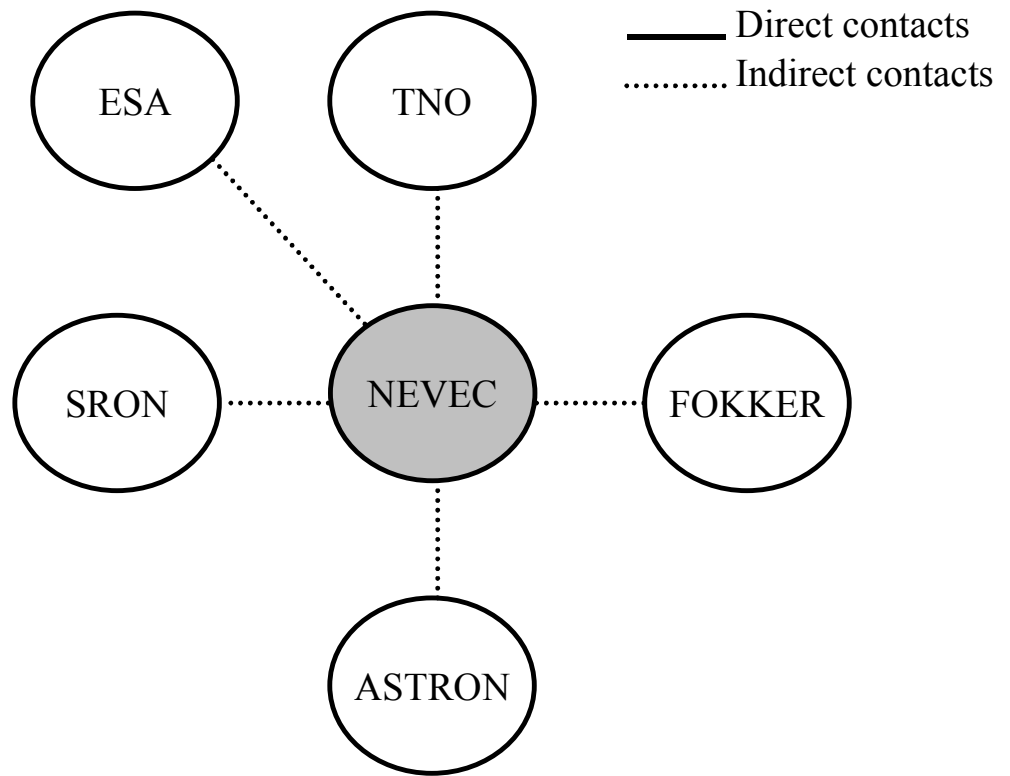 Direct contacts
Indirect contacts
ESA
TNO
SRON
NEVEC
FOKKER
ASTRON